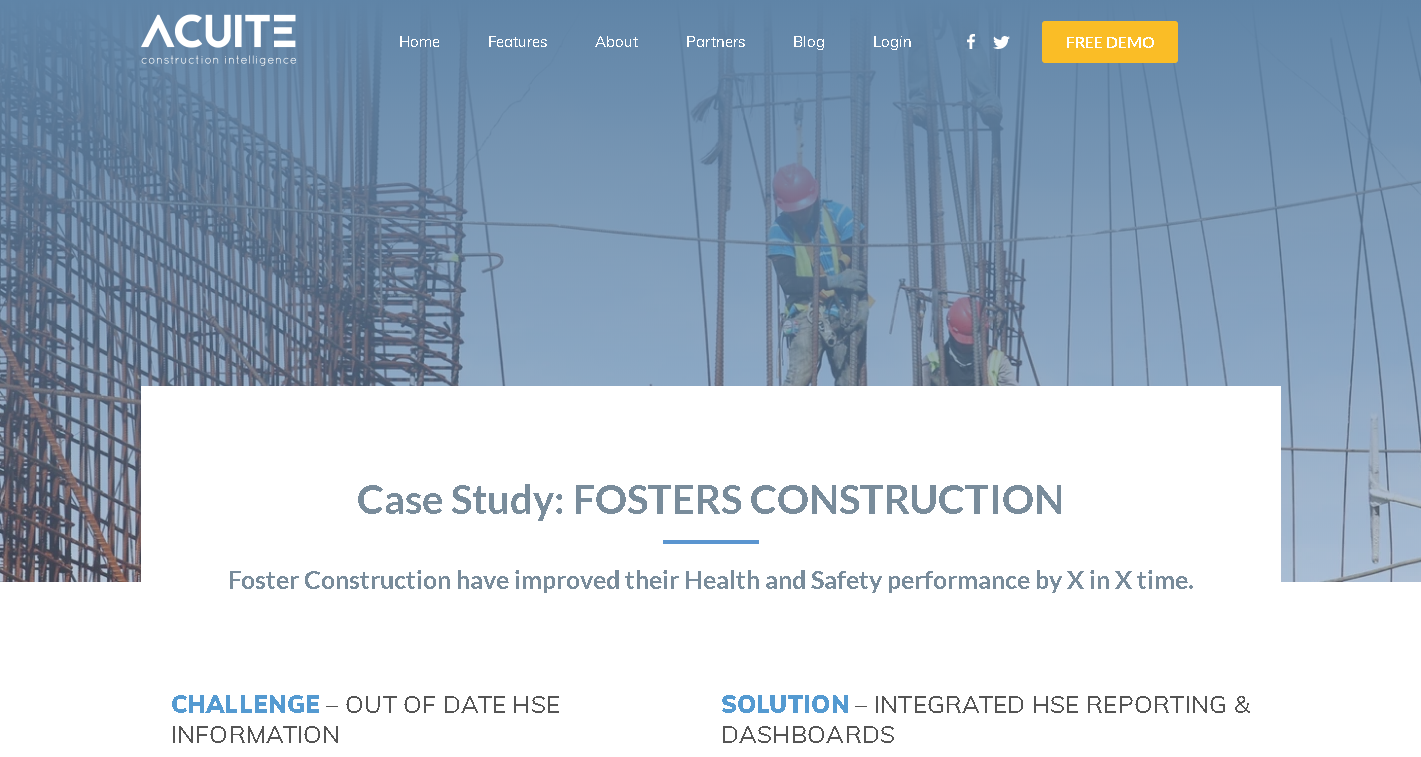 ACUITE
construction intelligence
Home Features About Partners Blog Login FREE DEMO
Case Study: FOSTERS CONSTRUCTION
Foster Construction have improved their Health and Safety performance by X in X time.
CHALLENGE – OUT OF DATE HSE
INFORMATION
SOLUTION – INTEGRATED HSE REPORTING &
DASHBOARDS